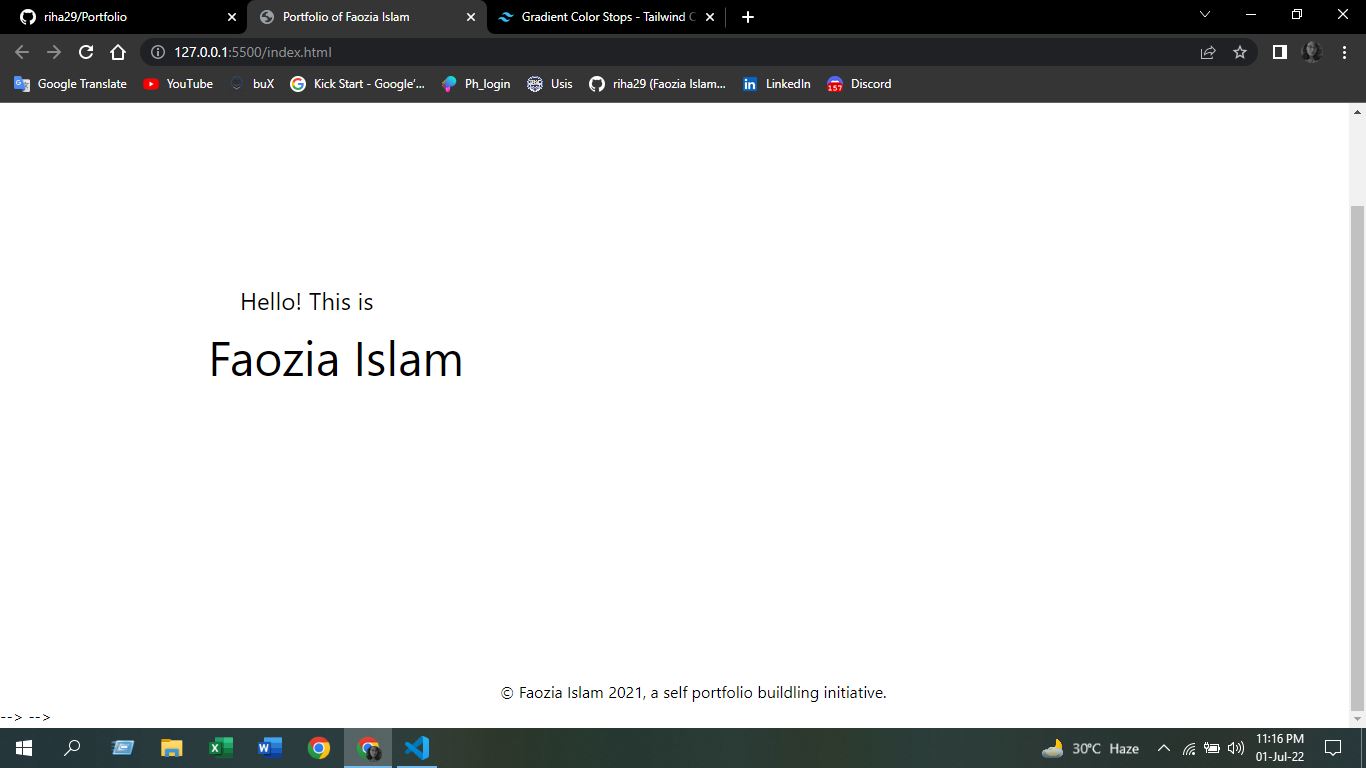 riha29/Portfolio
Portfolio of Faozia Islam
Gradient Color Stops - Tailwind C
127.0.0.1:5500/index.html
Google Translate YouTube buX Kick Start - Google'... Ph_login Usis riha29 (Faozia Islam... LinkedIn 157 Discord
Hello! This is
Faozia Islam
© Faozia Islam 2021, a self portfolio buildling initiative.
--> -->
30°C Haze
11:16 PM
01-Jul-22